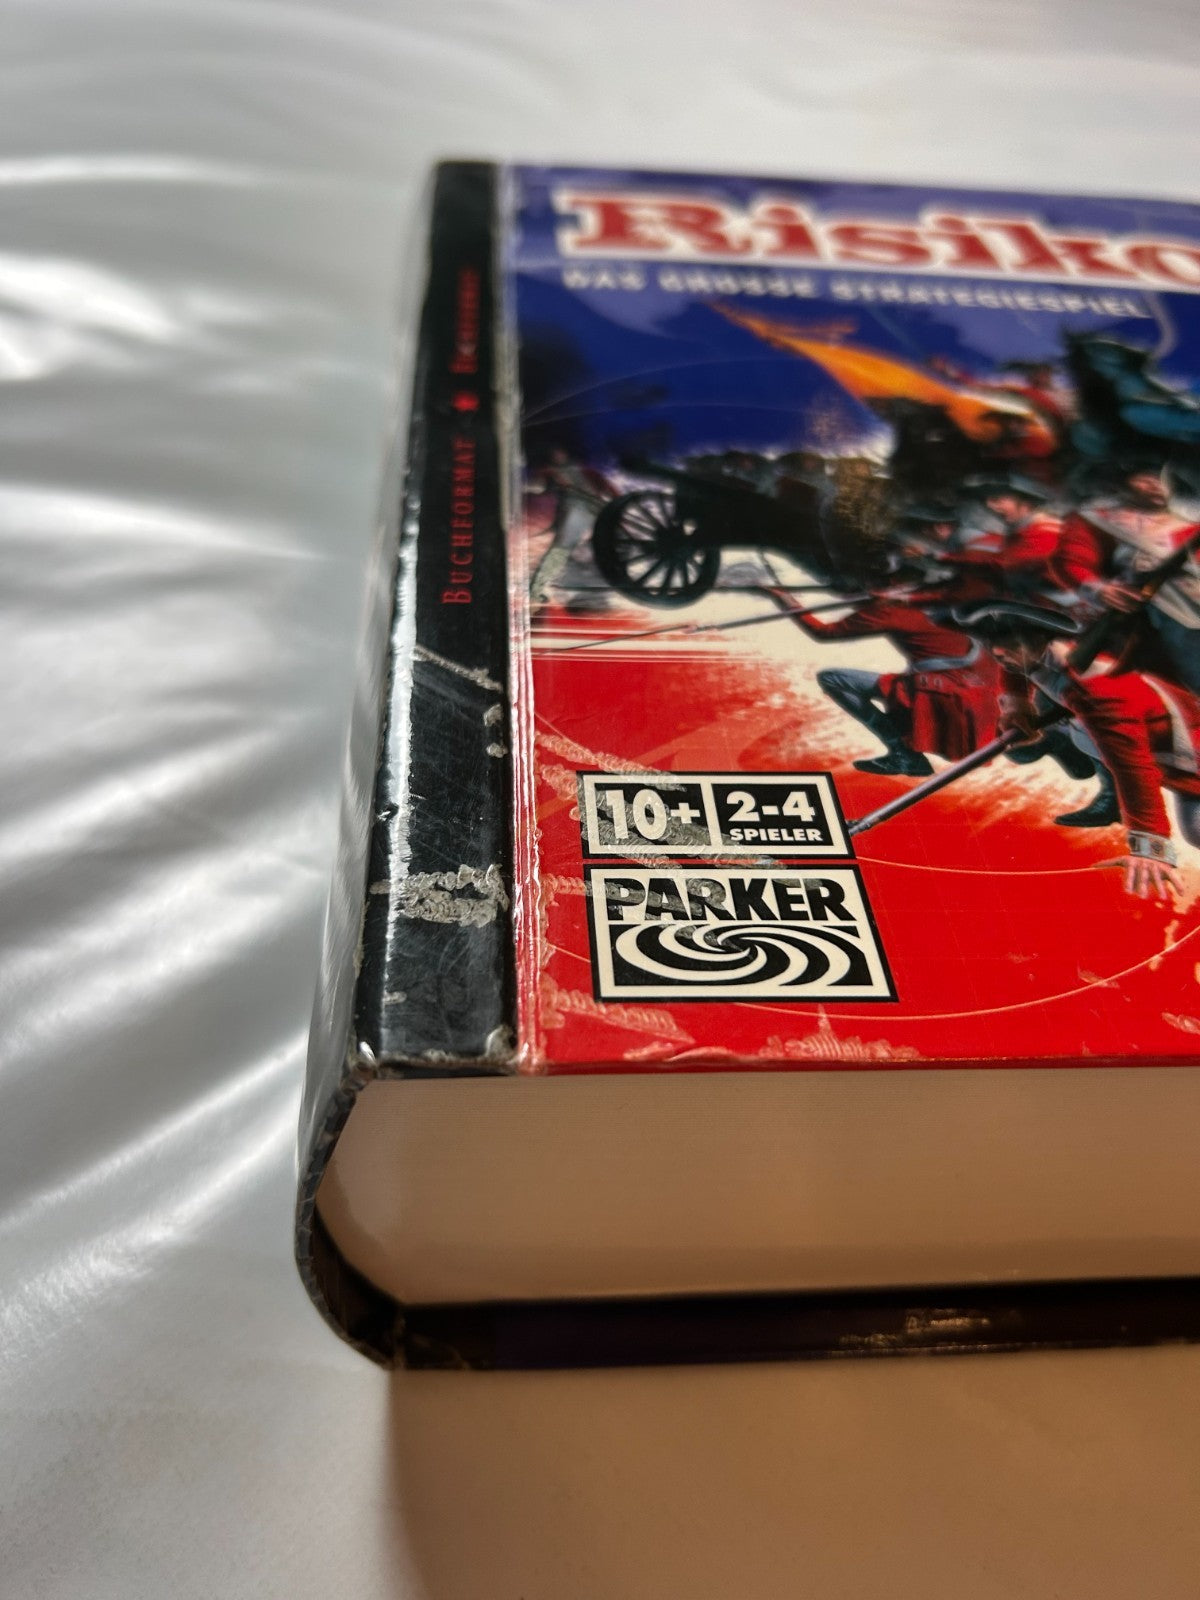 Risiko
DAS GROSSE STRATEGIESPIEL
BUCHFORMAT ★
10+
2-4
SPIELER
PARKER